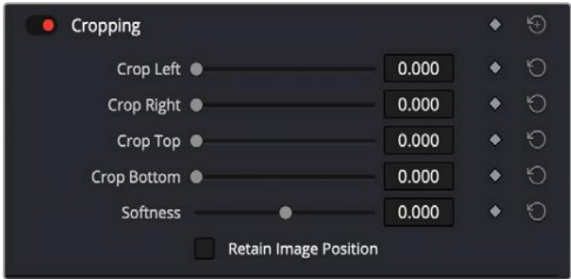 Cropping
Crop Left 0.000
Crop Right 0.000
Crop Top 0.000
Crop Bottom 0.000
Softness 0.000
Retain Image Position